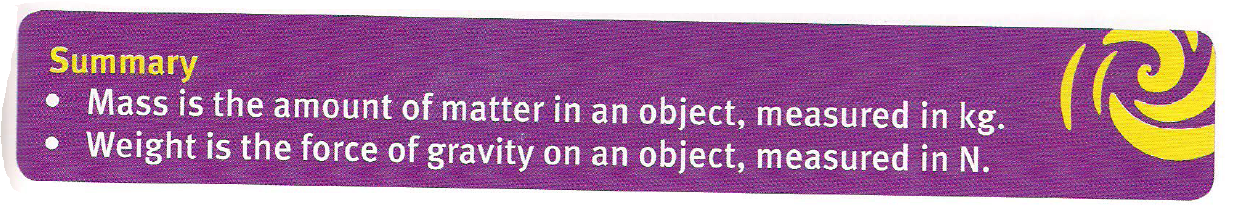 Summary
• Mass is the amount of matter in an object, measured in kg.
• Weight is the force of gravity on an object, measured in N.